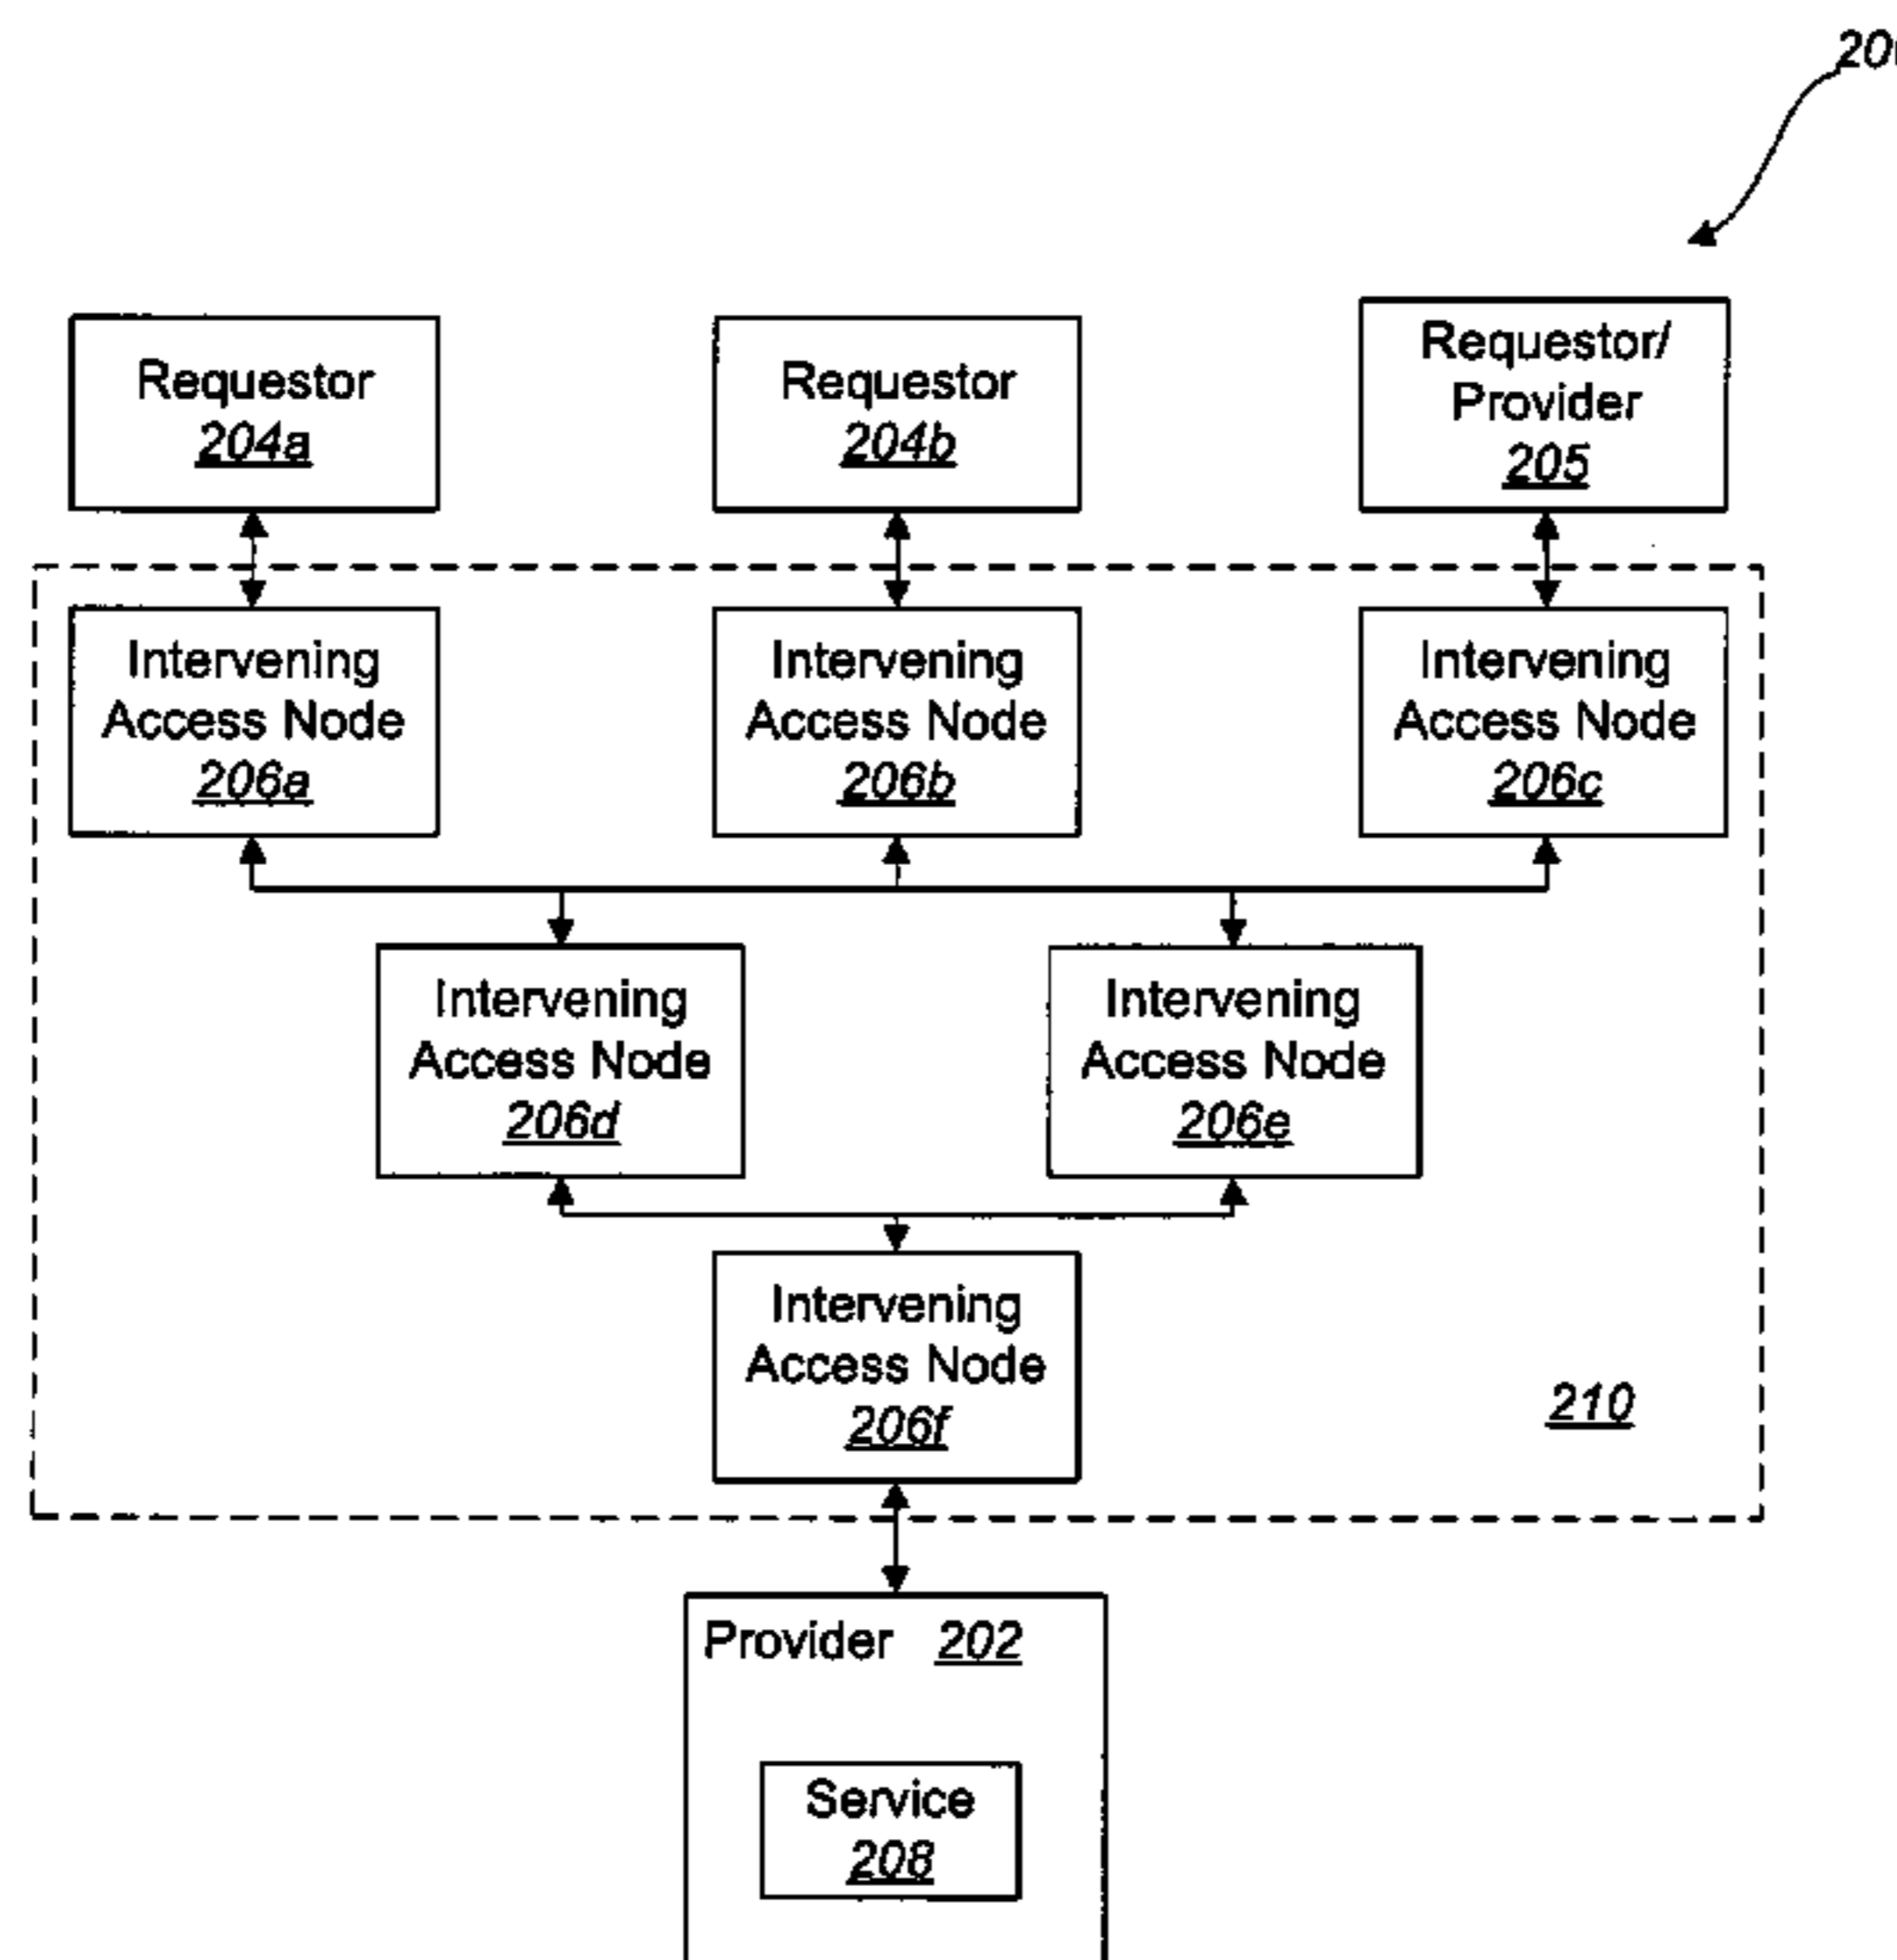 Requestor
204a
Requestor
204b
Requestor/
Provider
205
Intervening
Access Node
206a
Intervening
Access Node
206b
Intervening
Access Node
206c
Intervening
Access Node
206d
Intervening
Access Node
206e
Intervening
Access Node
206f
210
Provider 202
Service
208